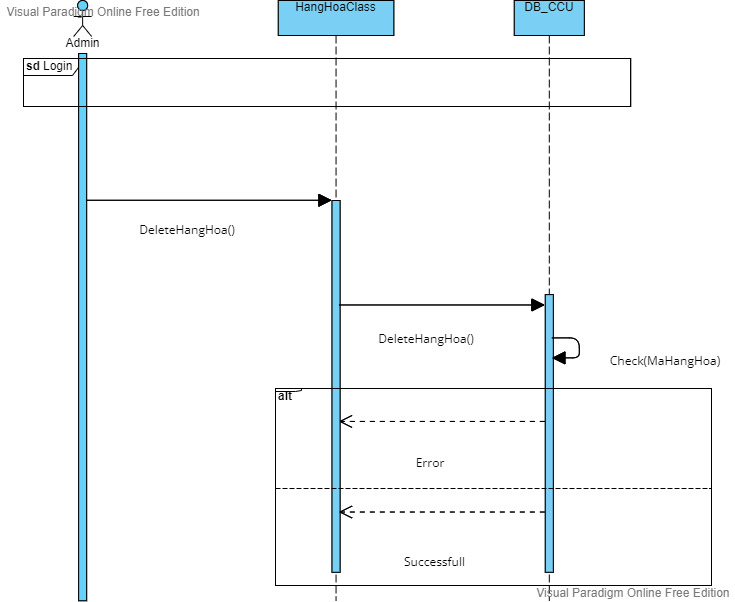 Visual Paradigm Online Free Edition
HangHoaClass
DB_CCU
Admin
sd Login
DeleteHangHoa()
DeleteHangHoa()
Check(MaHangHoa)
alt
Error
Successfull
Visual Paradigm Online Free Edition